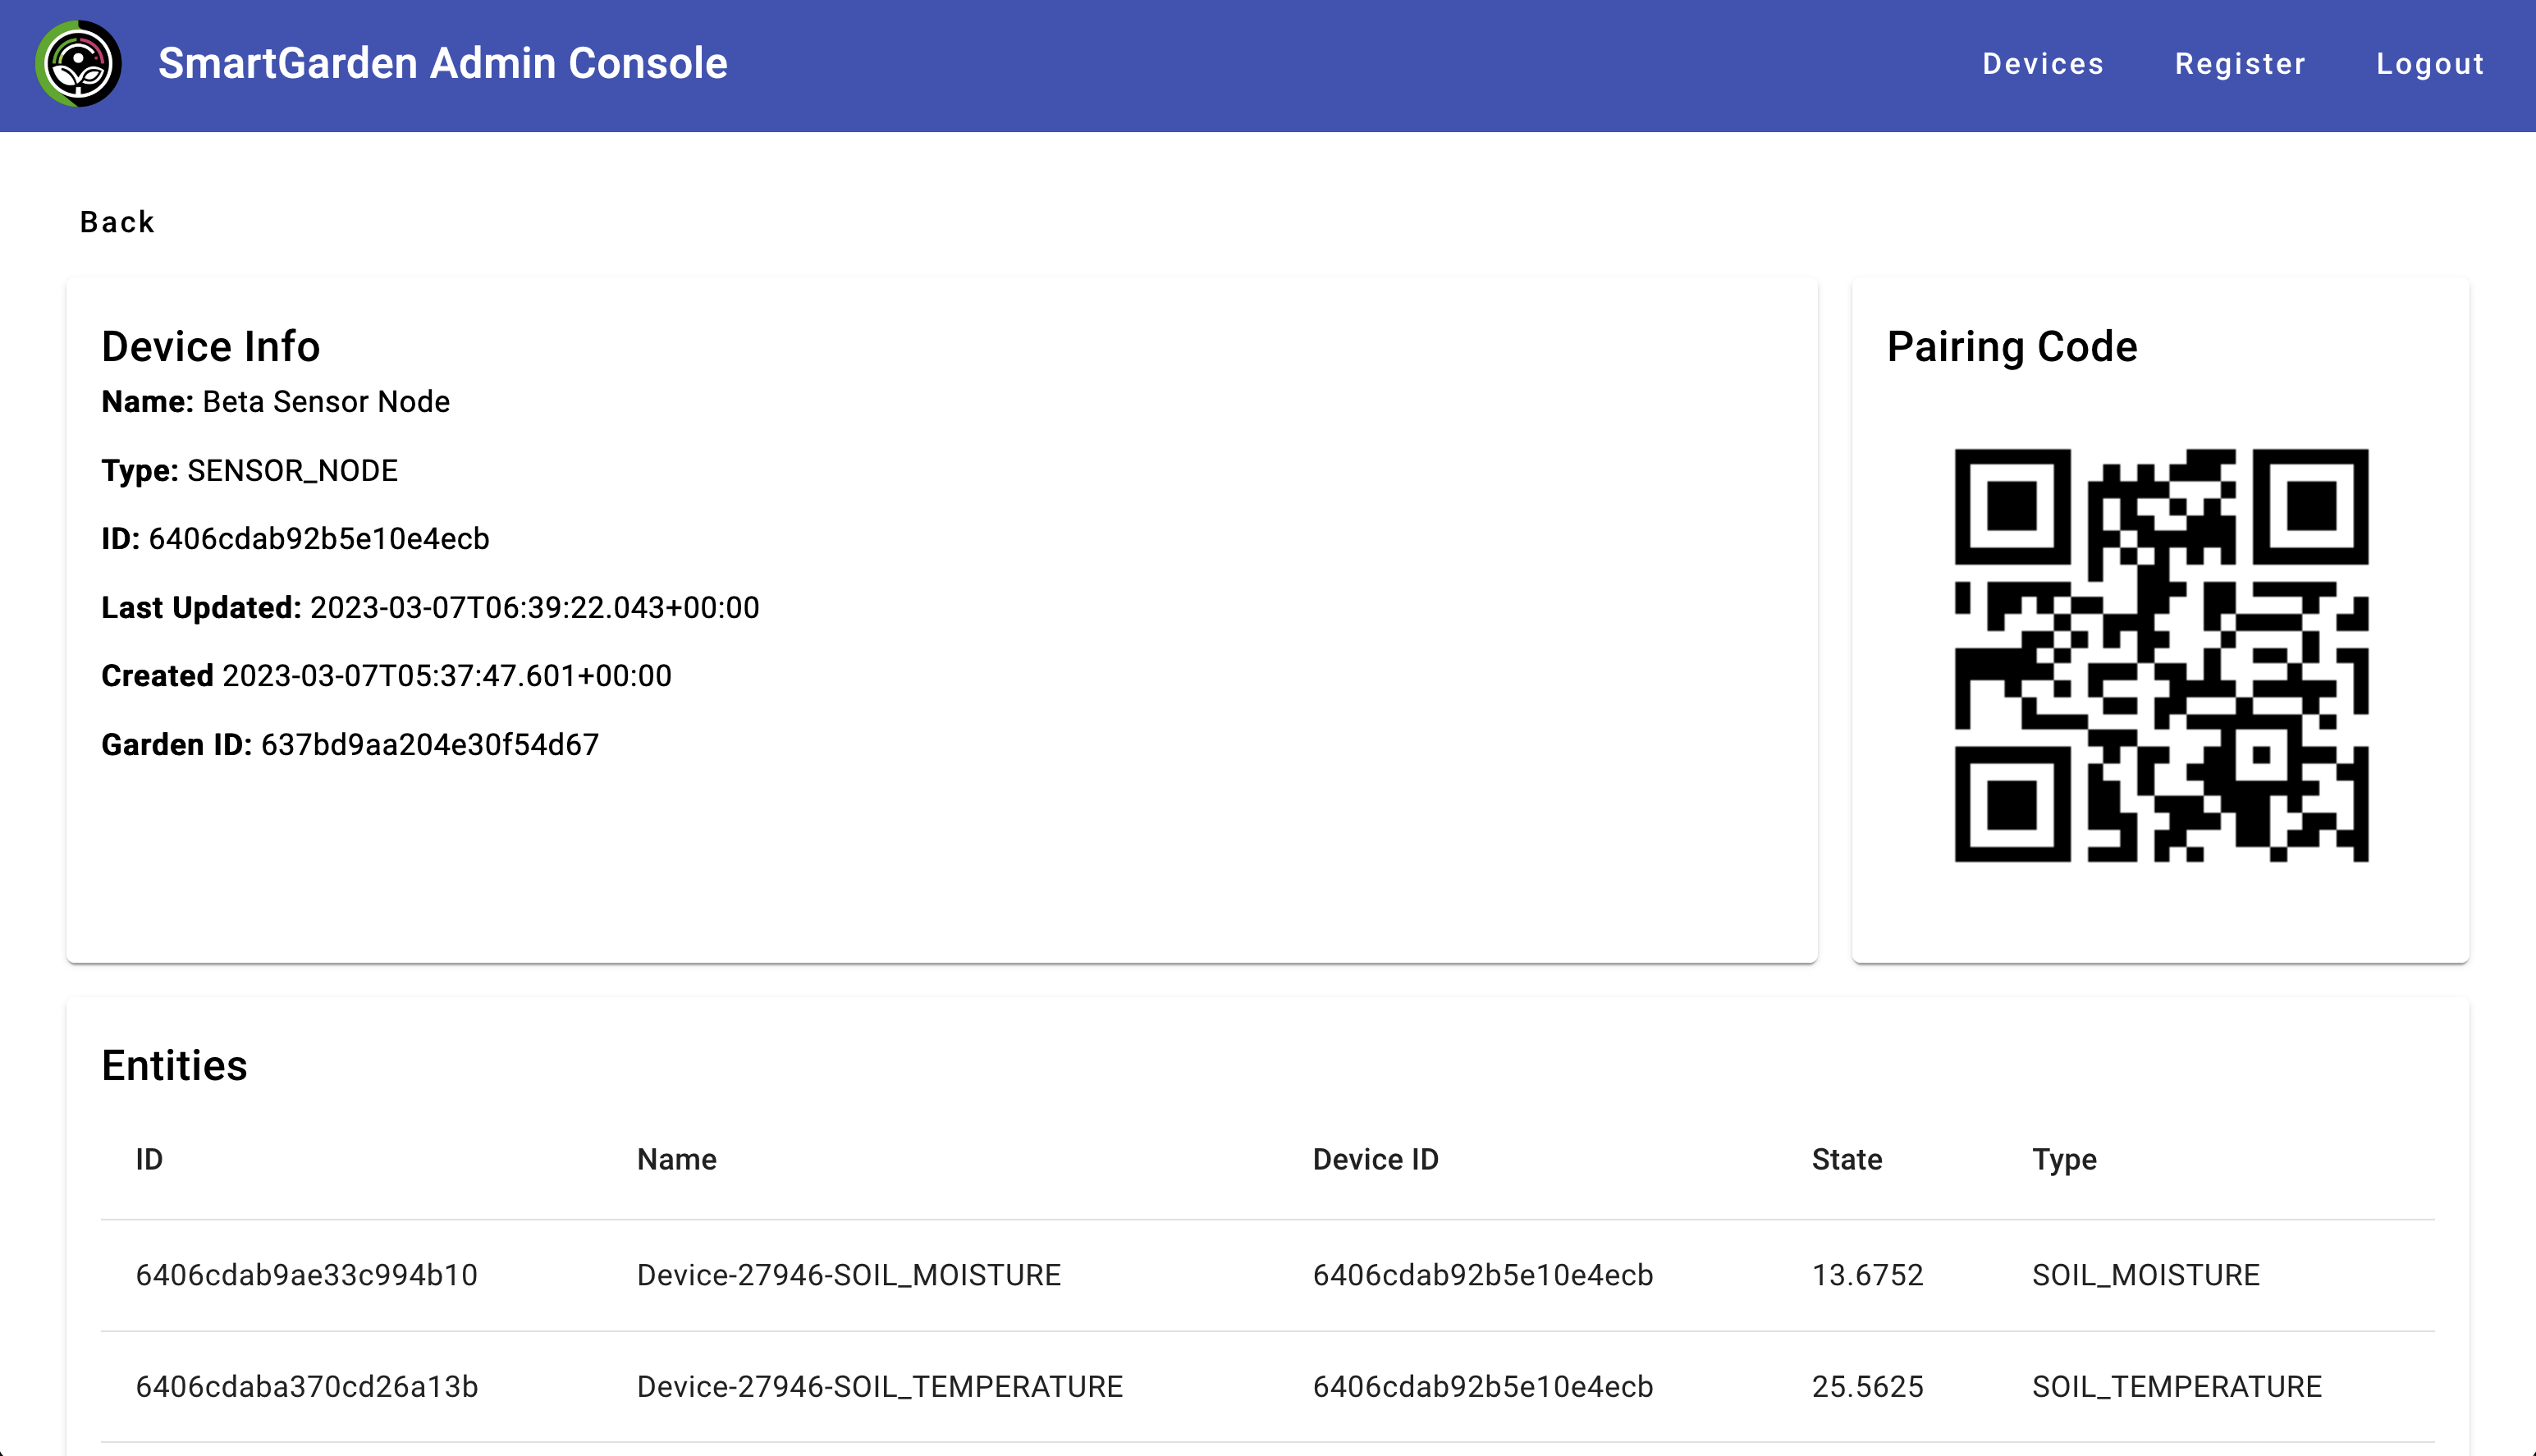 SmartGarden Admin Console
Devices Register Logout
Back
Device Info
Name: Beta Sensor Node
Type: SENSOR_NODE
ID: 6406cdab92b5e10e4ecb
Last Updated: 2023-03-07T06:39:22.043+00:00
Created 2023-03-07T05:37:47.601+00:00
Garden ID: 637bd9aa204e30f54d67
Pairing Code
Entities
ID Name Device ID State Type
6406cdab9ae33c994b10 Device-27946-SOIL_MOISTURE 6406cdab92b5e10e4ecb 13.6752 SOIL_MOISTURE
6406cdaba370cd26a13b Device-27946-SOIL_TEMPERATURE 6406cdab92b5e10e4ecb 25.5625 SOIL_TEMPERATURE